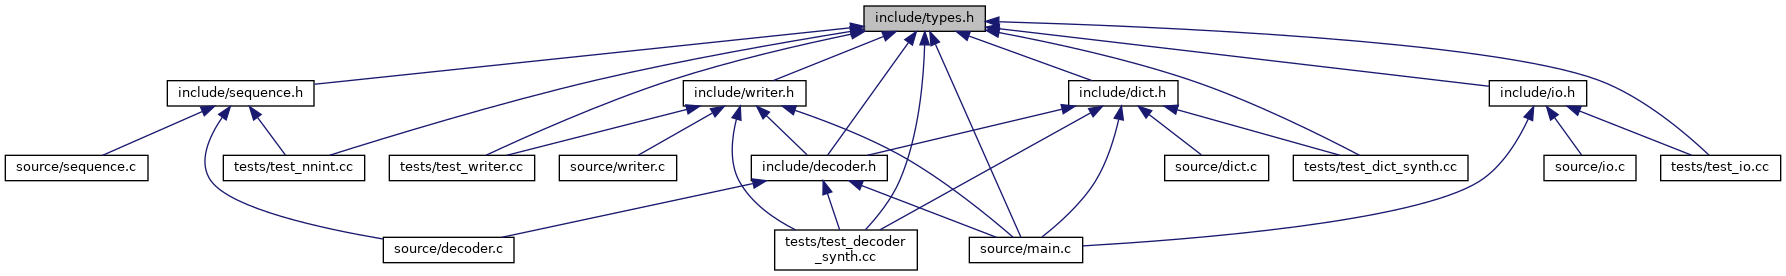 include/types.h
include/sequence.h
include/writer.h
include/dict.h
include/io.h
source/sequence.c
tests/test_nnint.cc
tests/test_writer.cc
source/writer.c
include/decoder.h
source/dict.c
tests/test_dict_synth.cc
source/io.c
tests/test_io.cc
source/decoder.c
tests/test_decoder
_synth.cc
source/main.c